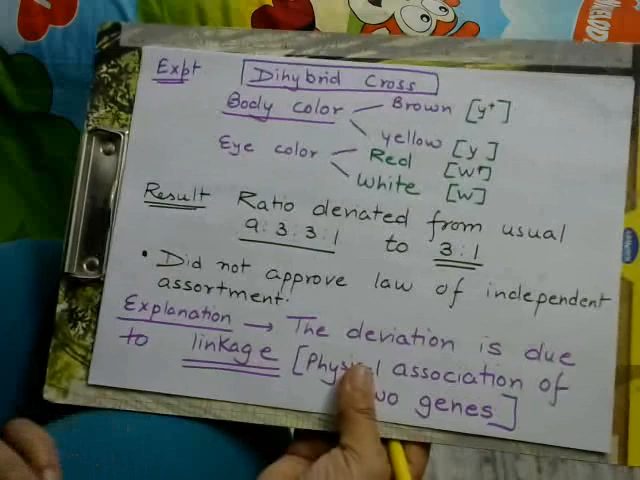 Expt Dihybrid Cross
Body color - Brown [y+]
yellow [y]
Eye color - Red [w+]
White [w]
Result Ratio deviated from usual
9:3:3:1 to 3:1
• Did not approve law of independent
assortment.
Explanation → The deviation is due
to linkage [Physical association of
genes]